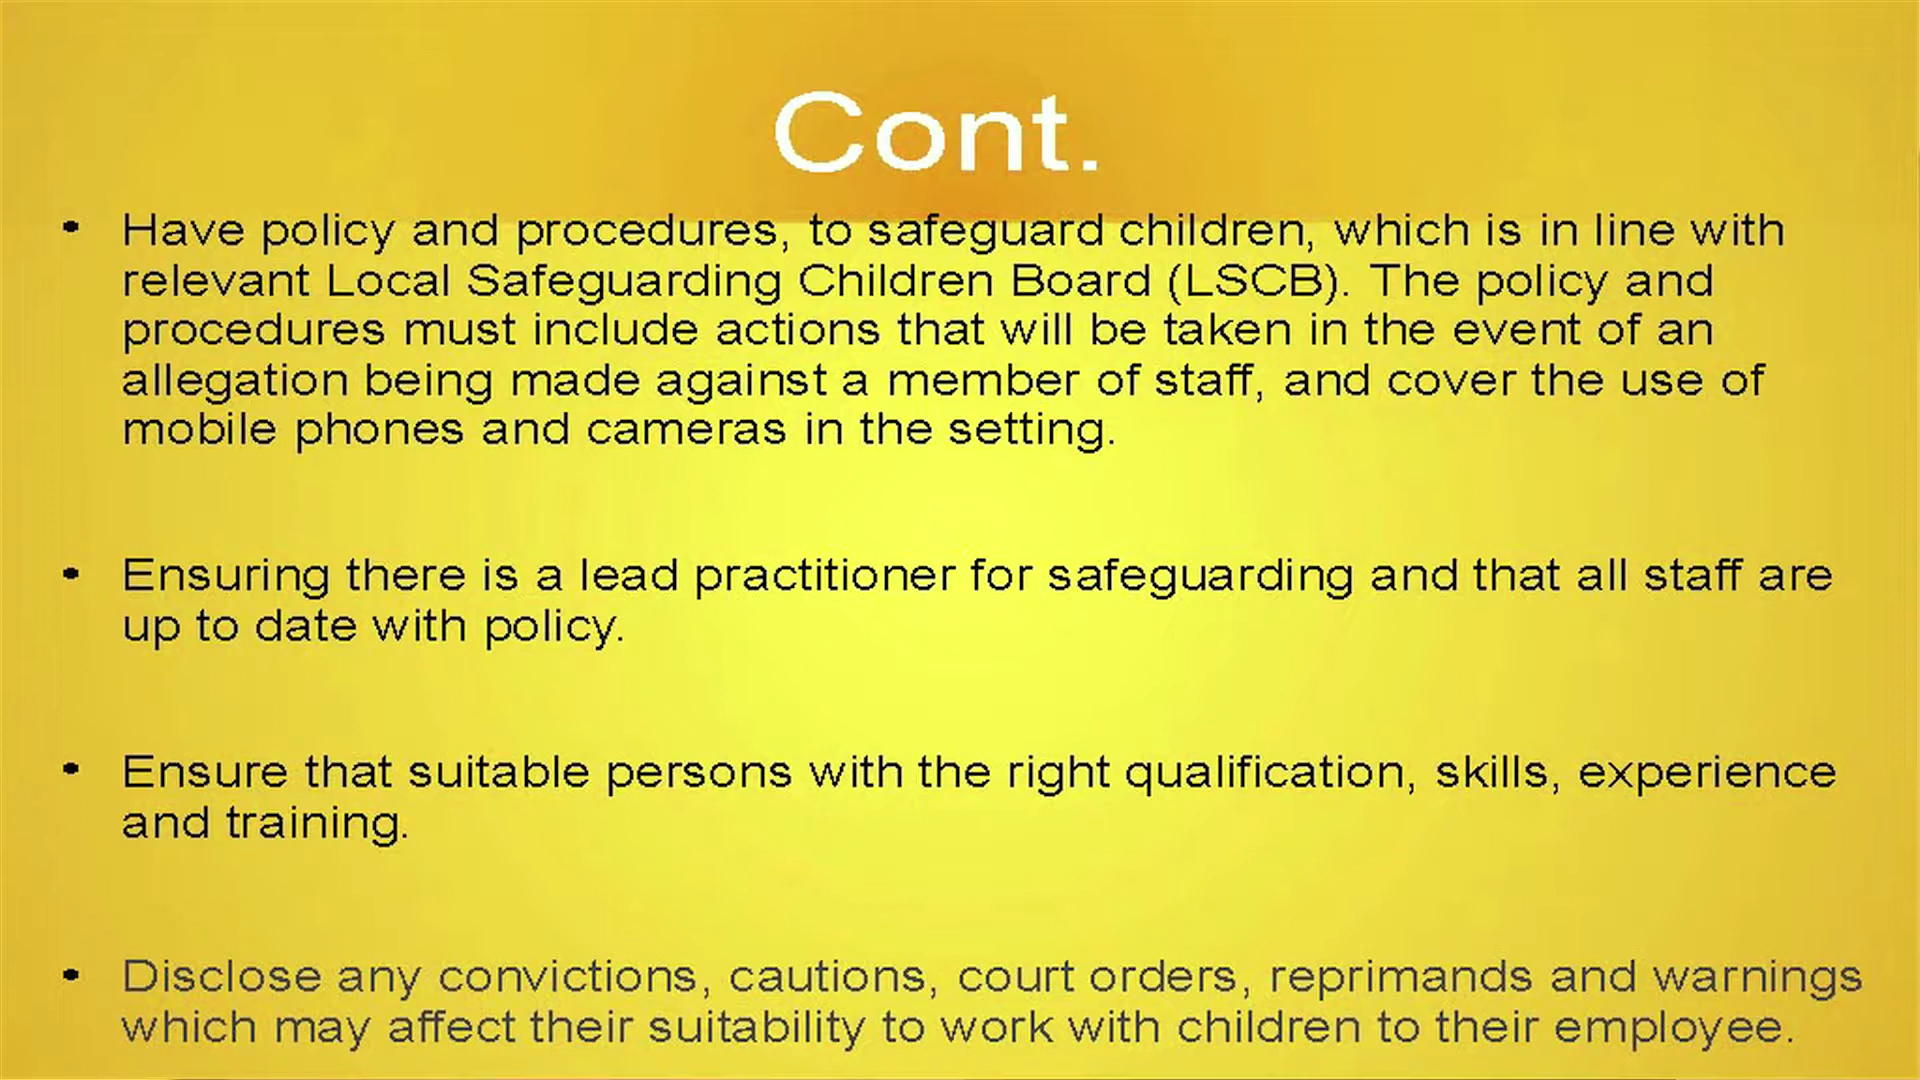 Cont.
• Have policy and procedures, to safeguard children, which is in line with
relevant Local Safeguarding Children Board (LSCB). The policy and
procedures must include actions that will be taken in the event of an
allegation being made against a member of staff, and cover the use of
mobile phones and cameras in the setting.
• Ensuring there is a lead practitioner for safeguarding and that all staff are
up to date with policy.
• Ensure that suitable persons with the right qualification, skills, experience
and training.
• Disclose any convictions, cautions, court orders, reprimands and warnings
which may affect their suitability to work with children to their employee.